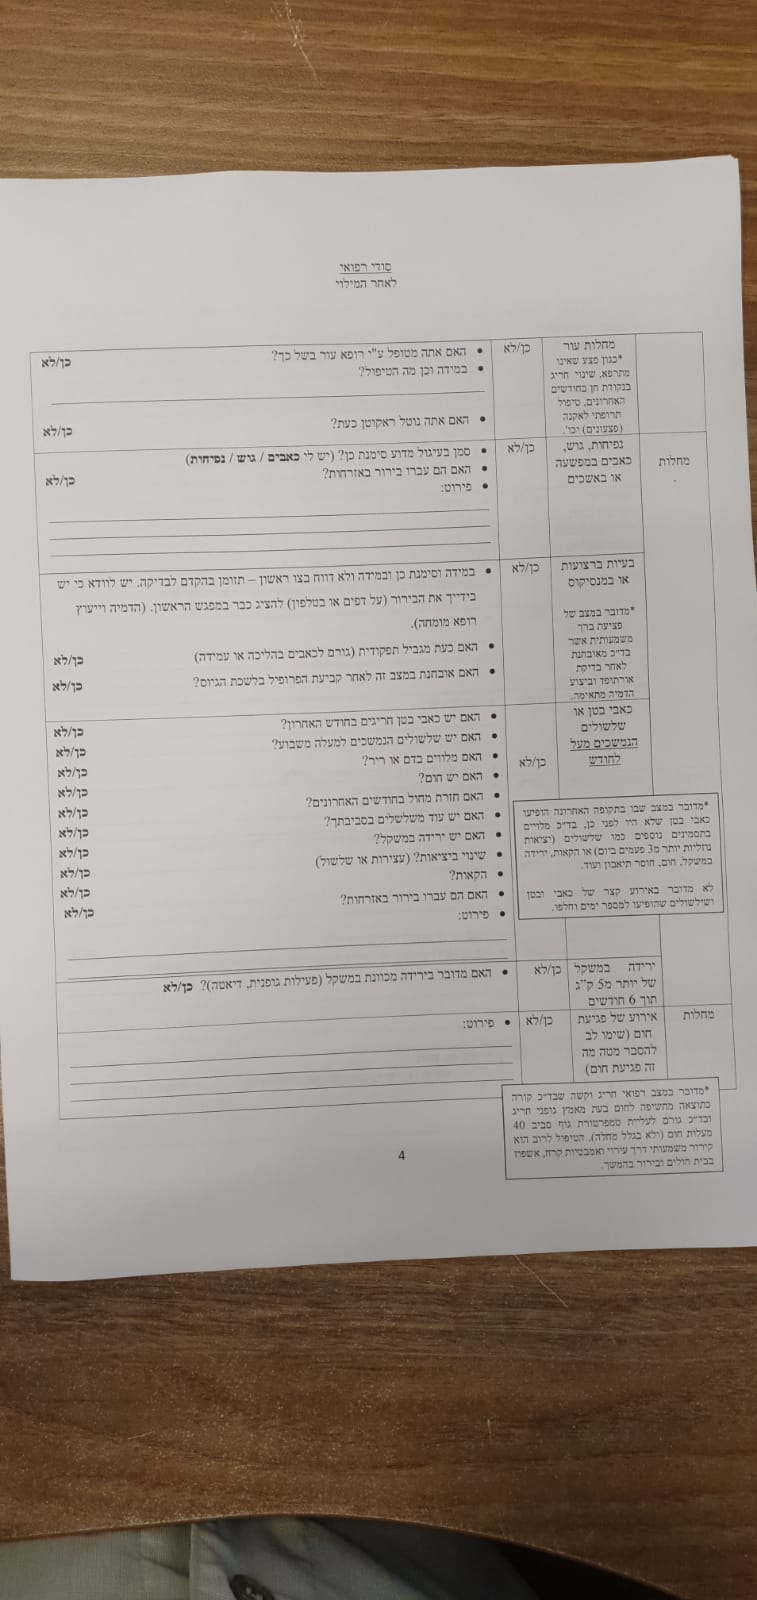 סודי רפואי
לאחר המילוי
מחלות עור
*כגון פצע שאינו
מתרפא, שינוי חריג
בנקודת חן בחודשים
האחרונים, טיפול
תרופתי לאקנה
(פצעונים) וכו'.
כן/לא
• האם אתה מטופל ע"י רופא עור בשל כך? כן/לא
• במידה וכן מה הטיפול?
• האם אתה נוטל ראקוטן כעת? כן/לא
מחלות
.
נפיחות, גוש,
כאבים במפשעה
או באשכים
כן/לא
• סמן בעיגול מדוע סימנת כן? (יש לי כאבים / גוש / נפיחות)
• האם הם עברו בירור באזרחות? כן/לא
• פירוט:
בעיות ברצועות
או במנסיקוס
*מדובר במצב של
פציעת ברך
משמעותית אשר
בד"כ מאובחנת
לאחר בדיקת
אורתופד וביצוע
הדמיה מתאימה.
כן/לא
• במידה וסימנת כן ובמידה ולא דווח בצו ראשון – תזומן בהקדם לבדיקה. יש לוודא כי יש
בידייך את הבירור (על דפים או בטלפון) להציג כבר במפגש הראשון. (הדמיה וייעוץ
רופא מומחה).
• האם כעת מגביל תפקודית (גורם לכאבים בהליכה או עמידה) כן/לא
• האם אובחנת במצב זה לאחר קביעת הפרופיל בלשכת הגיוס? כן/לא
כאבי בטן או
שלשולים
הנמשכים מעל
לחודש
כן/לא
• האם יש כאבי בטן חריגים בחודש האחרון? כן/לא
• האם יש שלשולים הנמשכים למעלה משבוע? כן/לא
• האם מלווים בדם או ריר? כן/לא
• האם יש חום? כן/לא
• האם חזרת מחול בחודשים האחרונים? כן/לא
• האם יש עוד משלשלים בסביבתך? כן/לא
• האם יש ירידה במשקל? כן/לא
• שינוי ביציאות? (עצירות או שלשול) כן/לא
• הקאות? כן/לא
• האם הם עברו בירור באזרחות? כן/לא
• פירוט:
*מדובר במצב שבו בתקופה האחרונה הופיעו
כאבי בטן שלא היו לפני כן, בד"כ מלווים
בתסמינים נוספים כמו שלשולים (יציאות
נוזליות יותר מ3 פעמים ביום) או הקאות, ירידה
במשקל, חום, חוסר תיאבון ועוד.
לא מדובר באירוע קצר של כאבי ובטן
ושילשולים שהופיעו למספר ימים וחלפו.
ירידה במשקל
של יותר מ5 ק"ג
תוך 6 חודשים
כן/לא
• האם מדובר בירידה מכוונת במשקל (פעילות גופנית, דיאטה)? כן/לא
מחלות
אירוע של פגיעת
חום (שימו לב
להסבר מטה מה
זה פגיעת חום)
כן/לא
• פירוט:
*מדובר במצב רפואי חריג וקשה שבד"כ קורה
כתוצאה מחשיפה לחום בעת מאמץ גופני חריג
ובד"כ גורם לעליית טמפרטורת גוף סביב 40
מעלות חום (ולא בגלל מחלה). הטיפול לרוב הוא
קירור משמעותי דרך עירוי ואמבטיות קרח, אשפוז
בבית חולים ובירור בהמשך.
4